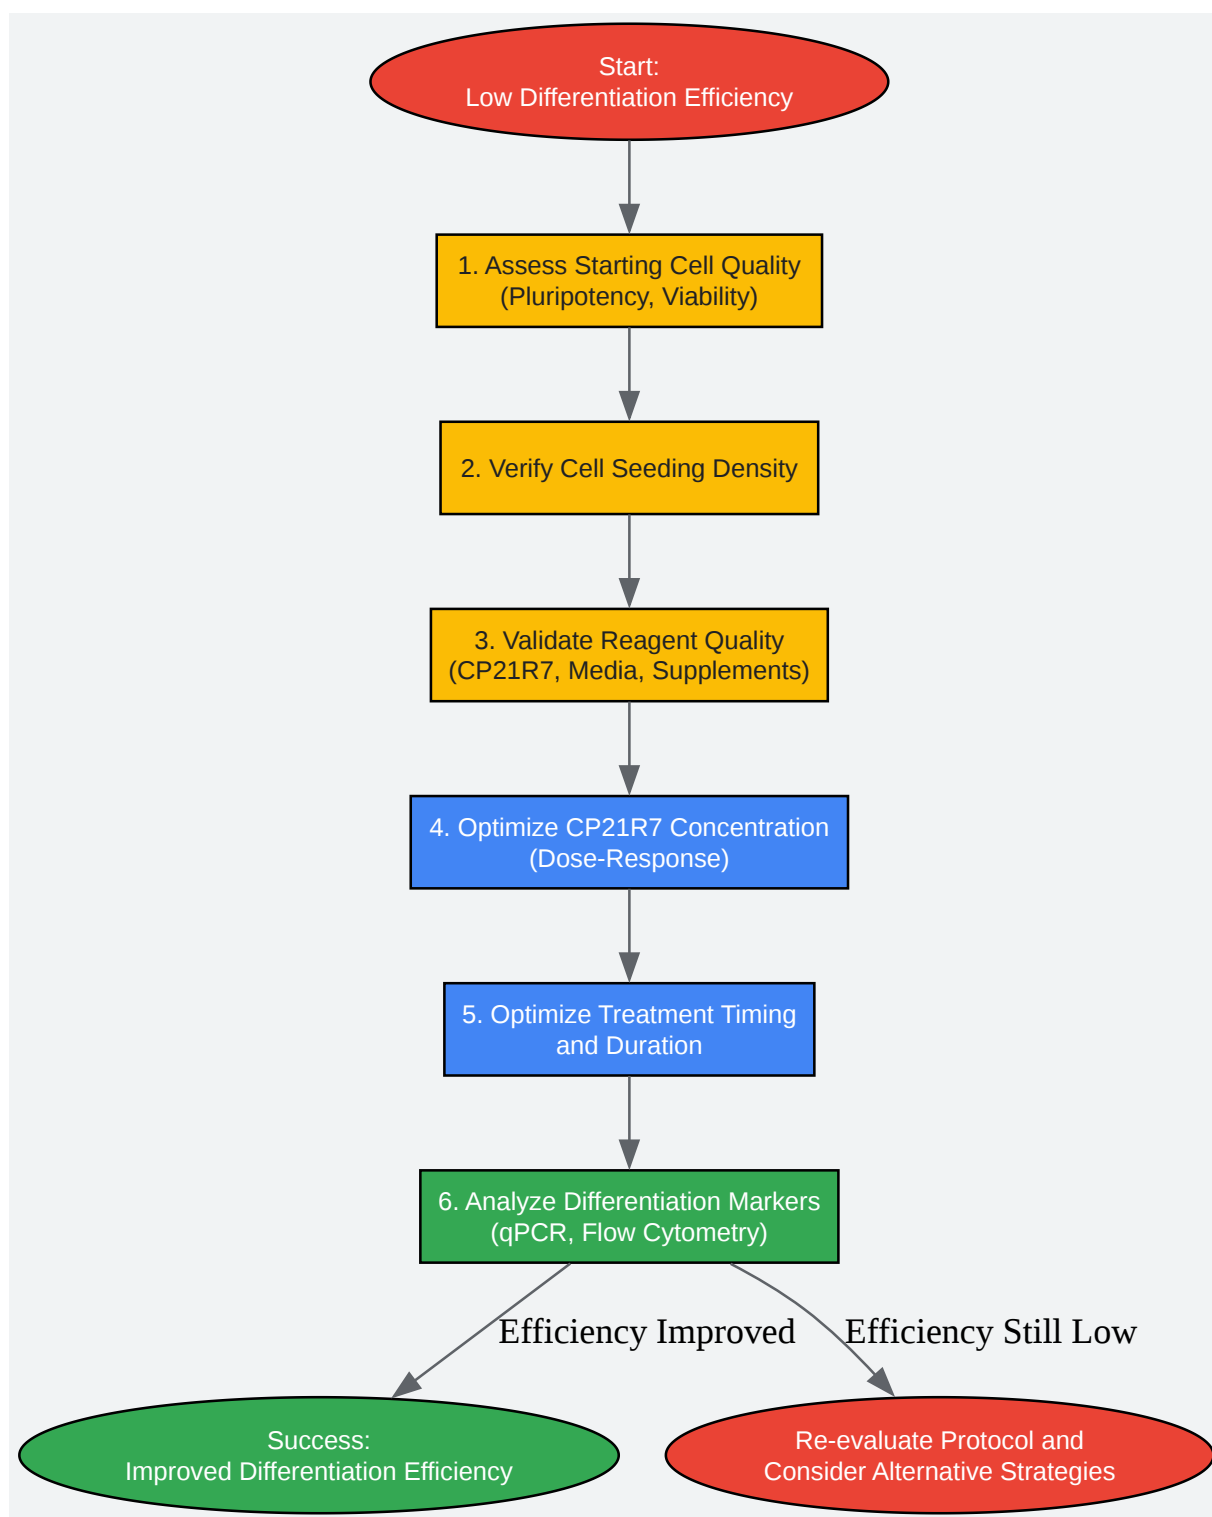 Start:
Low Differentiation Efficiency
1. Assess Starting Cell Quality
(Pluripotency, Viability)
2. Verify Cell Seeding Density
3. Validate Reagent Quality
(CP21R7, Media, Supplements)
4. Optimize CP21R7 Concentration
(Dose-Response)
5. Optimize Treatment Timing
and Duration
6. Analyze Differentiation Markers
(qPCR, Flow Cytometry)
Efficiency Improved
Efficiency Still Low
Success:
Improved Differentiation Efficiency
Re-evaluate Protocol and
Consider Alternative Strategies